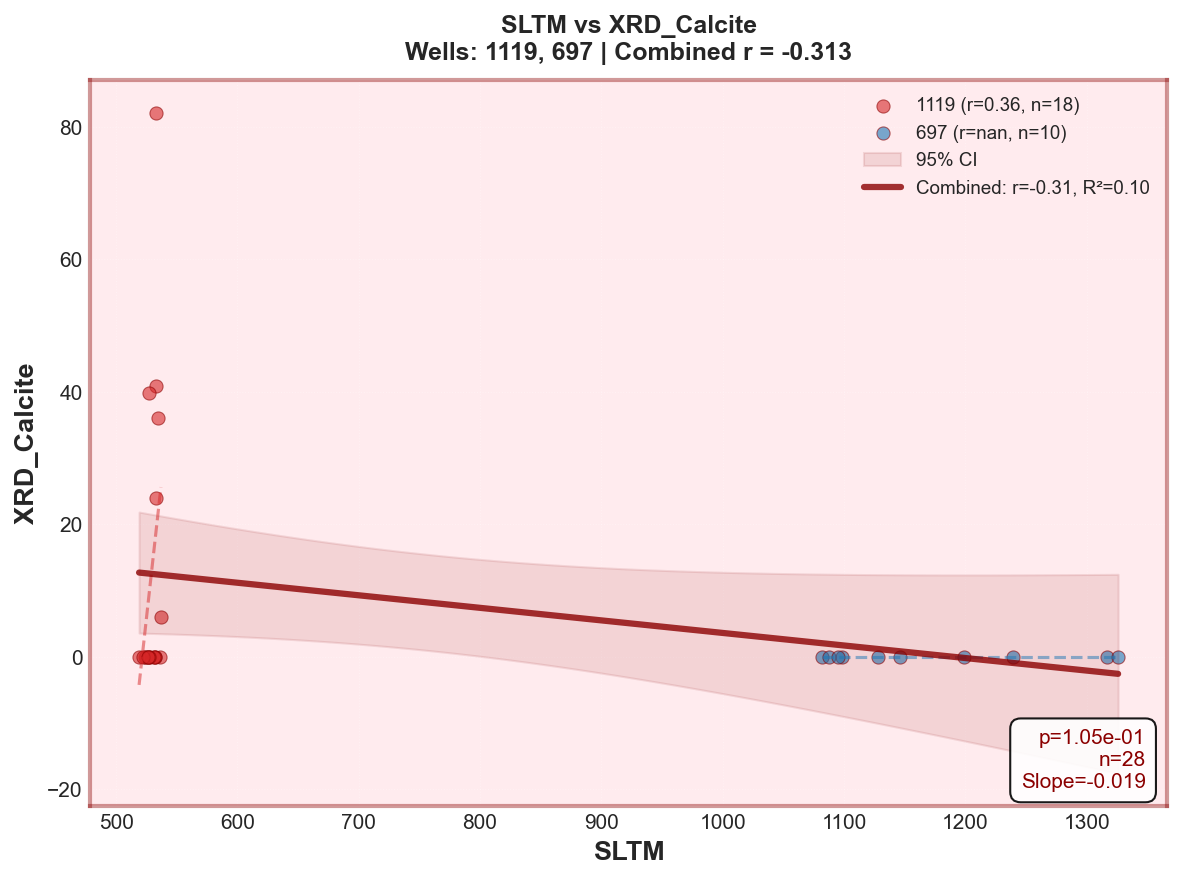 SLTM vs XRD_Calcite
Wells: 1119, 697 | Combined r = -0.313
1119 (r=0.36, n=18)
697 (r=nan, n=10)
95% CI
Combined: r=-0.31, R²=0.10
XRD_Calcite
80
60
40
20
0
−20
p=1.05e-01
n=28
Slope=-0.019
500 600 700 800 900 1000 1100 1200 1300
SLTM